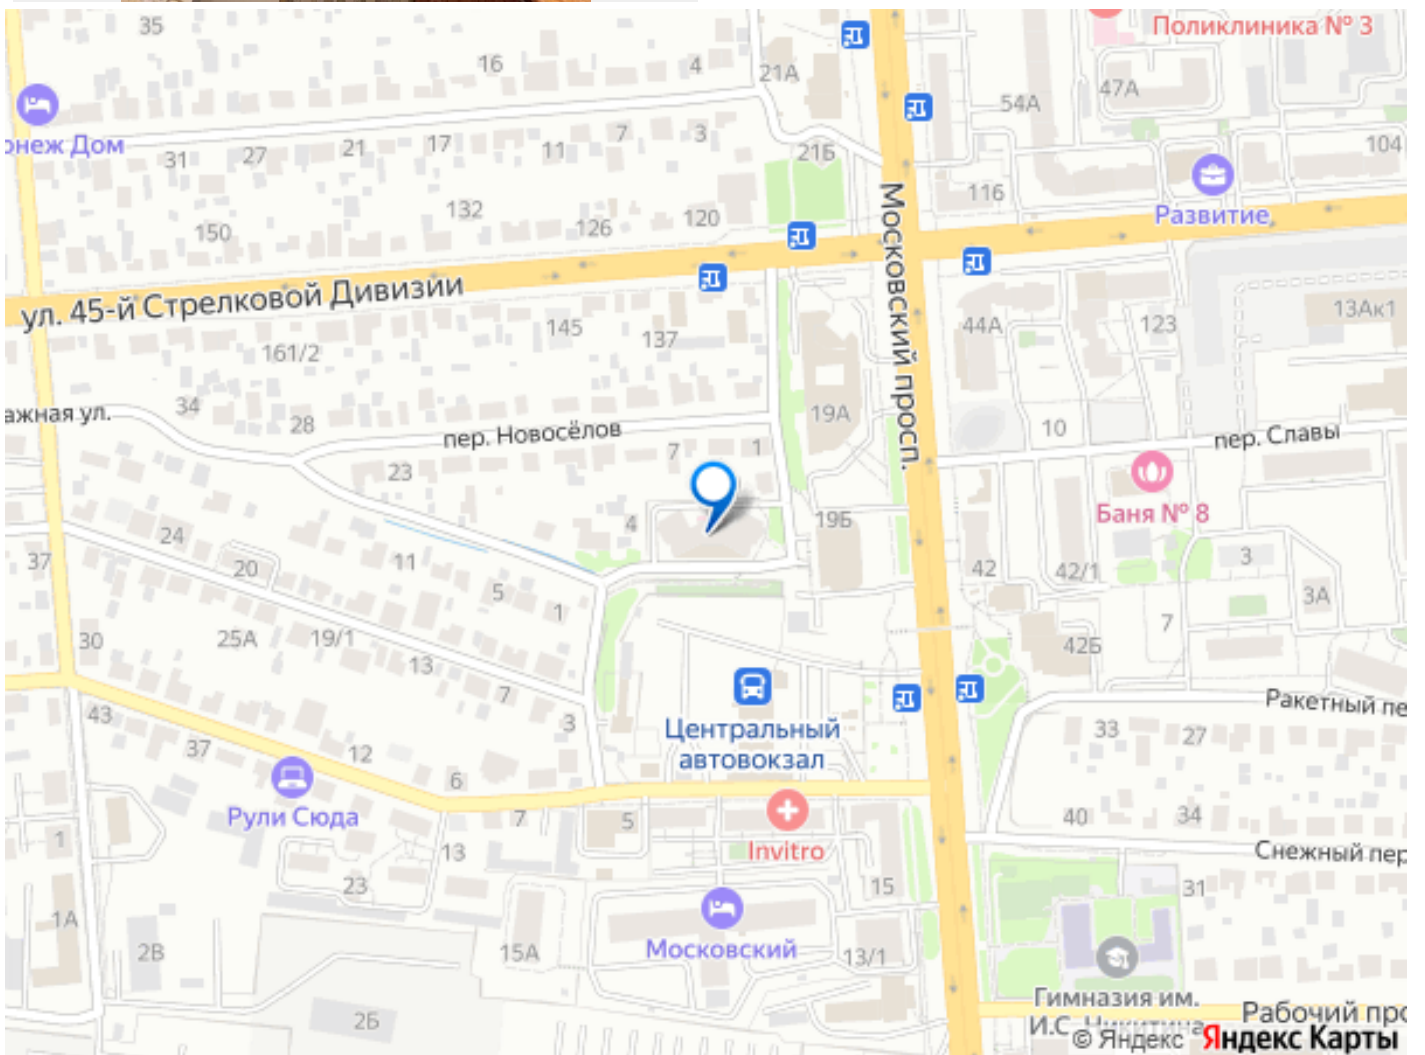 35
Поликлиника № 3
16
4
21А
47А
54А
онеж Дом
31
27
21
17
11
7
3
21Б
104
116
132
126
120
150
Развитие
Московский просп.
ул. 45-й Стрелковой Дивизии
145
137
161/2
44А
123
13Ак1
ажная ул.
34
28
пер. Новосёлов
19А
10
пер. Славы
23
7
1
4
19Б
Баня № 8
24
20
11
5
1
37
42
42/1
3
3А
7
30
25А
19/1
13
7
3
42Б
Центральный
автовокзал
Ракетный пе
43
37
12
6
33
27
Рули Сюда
7
5
40
34
1
13
Invitro
Снежный пер
23
15
31
1А
2В
15А
Московский
13/1
2Б
Гимназия им.
И.С. Никитина
Рабочий про
© Яндекс Яндекс Карты